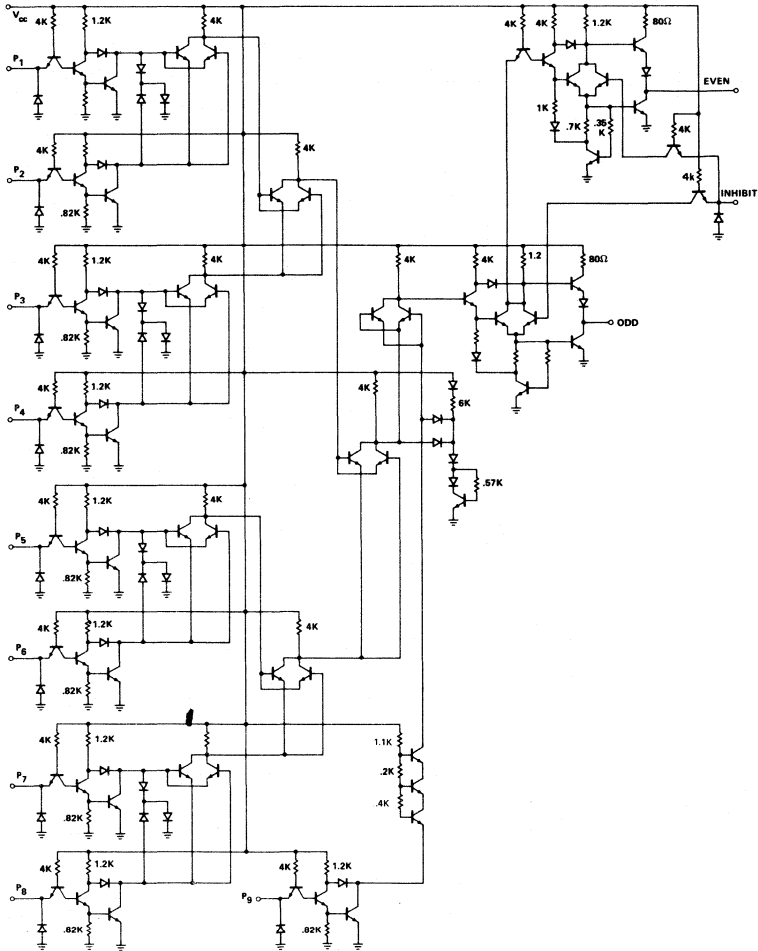 Vcc
4K
1.2K
4K
4K
4K
1.2K
80Ω
P1
EVEN
1K
.7K
.35
K
4K
4K
4K
P2
.82K
4k
INHIBIT
4K
1.2K
4K
4K
4K
1.2
80Ω
P3
.82K
ODD
4K
1.2K
4K
6K
P4
.82K
.57K
4K
1.2K
4K
P5
.82K
4K
1.2K
4K
P6
.82K
4K
1.2K
1.1K
P7
.2K
.4K
.82K
4K
1.2K
4K
1.2K
P8
P9
.82K
.82K